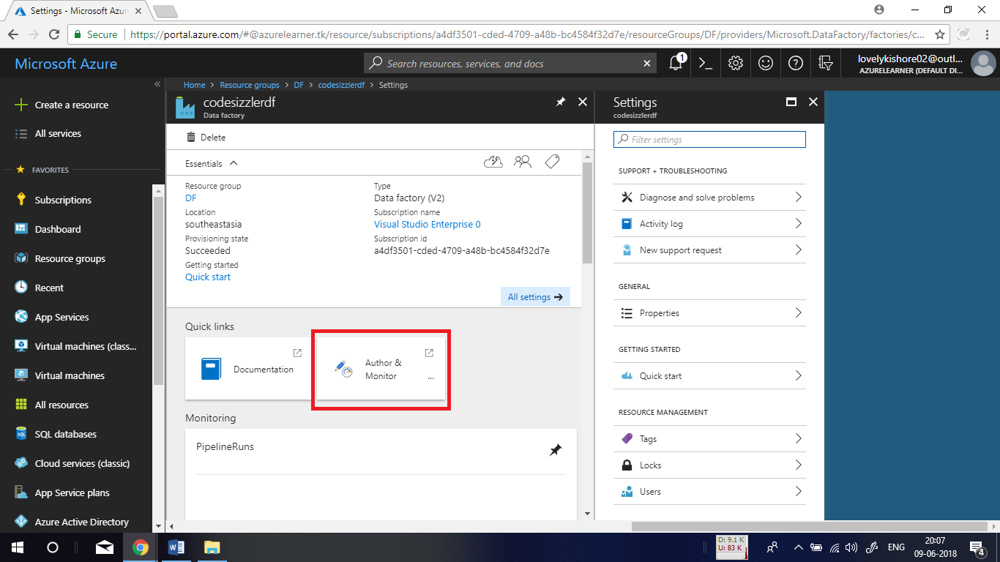 Settings - Microsoft Azur
Secure
https://portal.azure.com/#@azurelearner.tk/resource/subscriptions/a4df3501-cded-4709-a48b-bc4584f32d7e/resourceGroups/DF/providers/Microsoft.DataFactory/factories/c...
Microsoft Azure
Search resources, services, and docs
1
lovelykishore02@outl...
AZURELEARNER (DEFAULT DI...
Home > Resource groups > DF > codesizzlerdf > Settings
Create a resource
All services
FAVORITES
Subscriptions
Dashboard
Resource groups
Recent
App Services
Virtual machines (classi...
Virtual machines
All resources
SQL databases
Cloud services (classic)
App Service plans
Azure Active Directory
codesizzlerdf
Data factory
Delete
Essentials
Resource group
DF
Location
southeastasia
Provisioning state
Succeeded
Getting started
Quick start
Type
Data factory (V2)
Subscription name
Visual Studio Enterprise 0
Subscription id
a4df3501-cded-4709-a48b-bc4584f32d7e
All settings
Quick links
Documentation
Author &
Monitor
...
Monitoring
PipelineRuns
Settings
codesizzlerdf
Filter settings
SUPPORT + TROUBLESHOOTING
Diagnose and solve problems
Activity log
New support request
GENERAL
Properties
GETTING STARTED
Quick start
RESOURCE MANAGEMENT
Tags
Locks
Users
D: 9.1 K
U: 83 K
ENG
20:07
09-06-2018
4